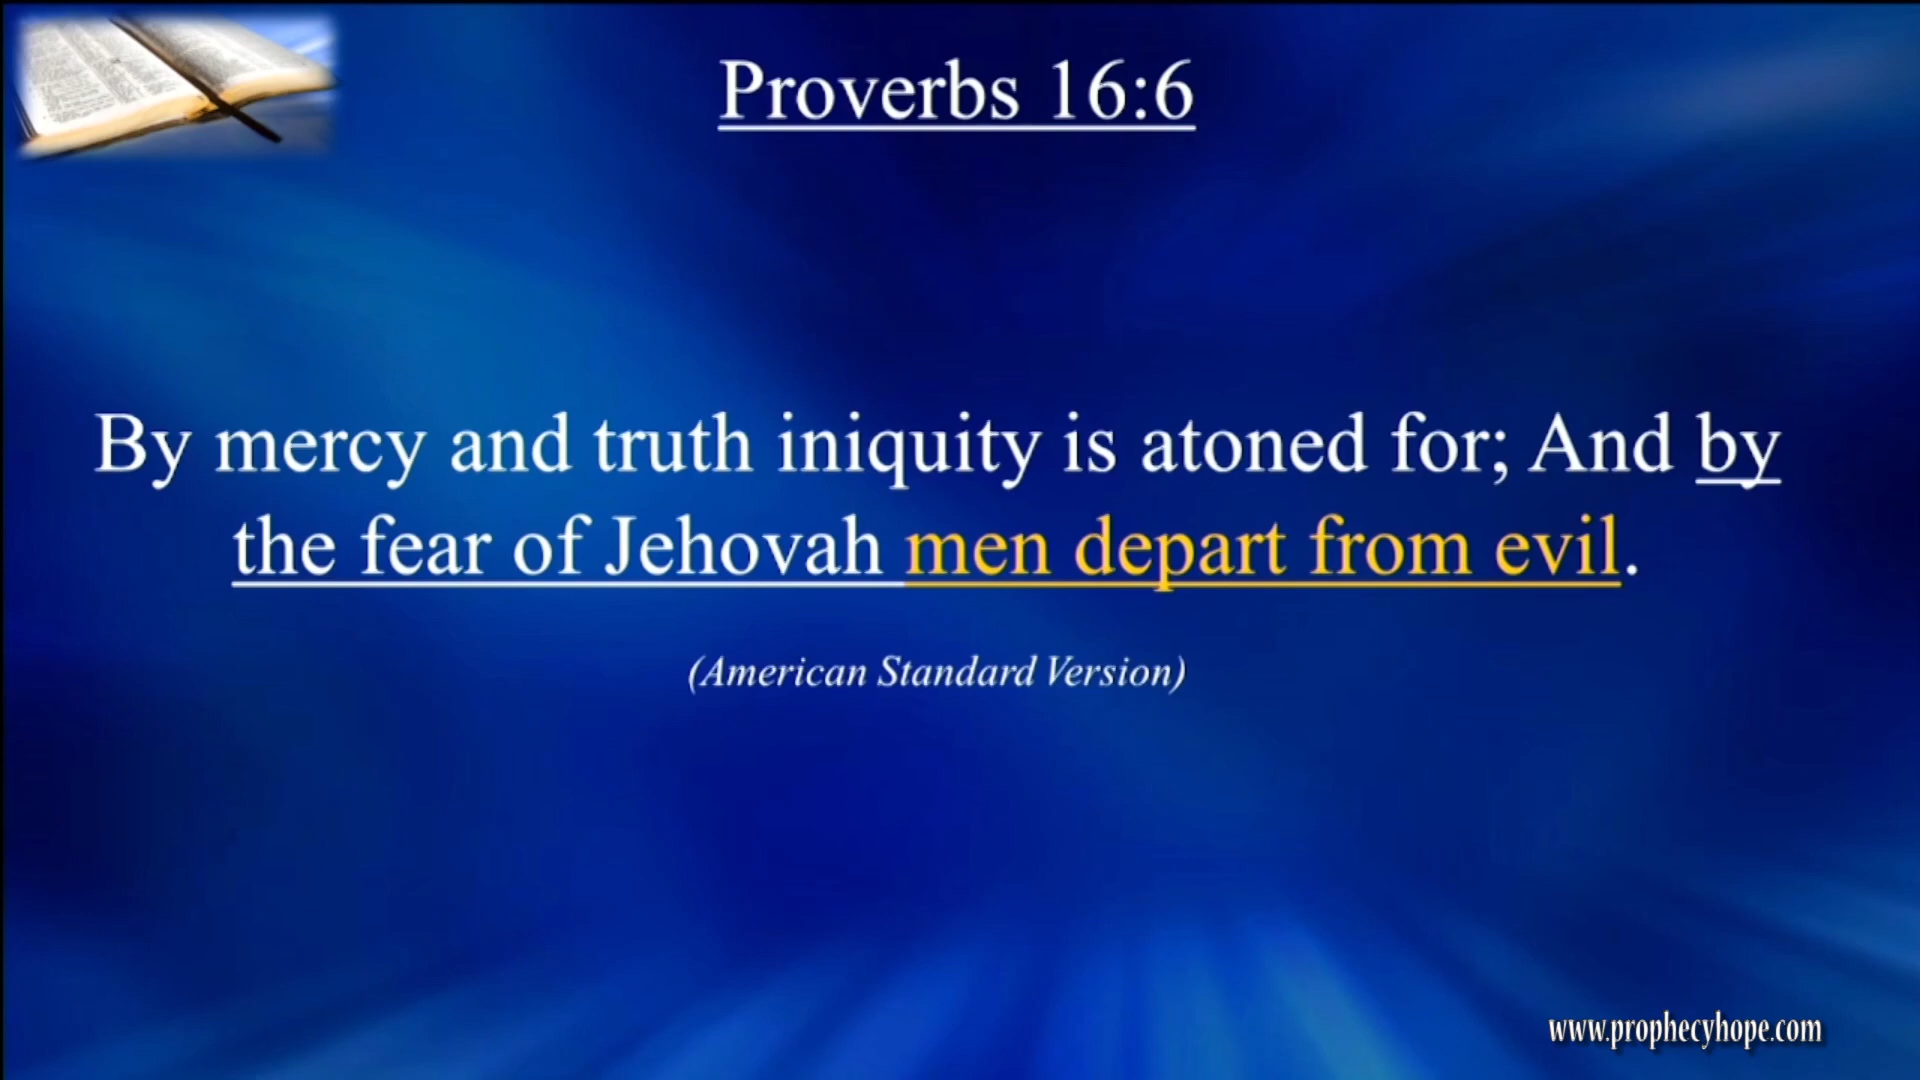 Proverbs 16:6
By mercy and truth iniquity is atoned for; And by
the fear of Jehovah men depart from evil.
(American Standard Version)
www.prophecyhope.com